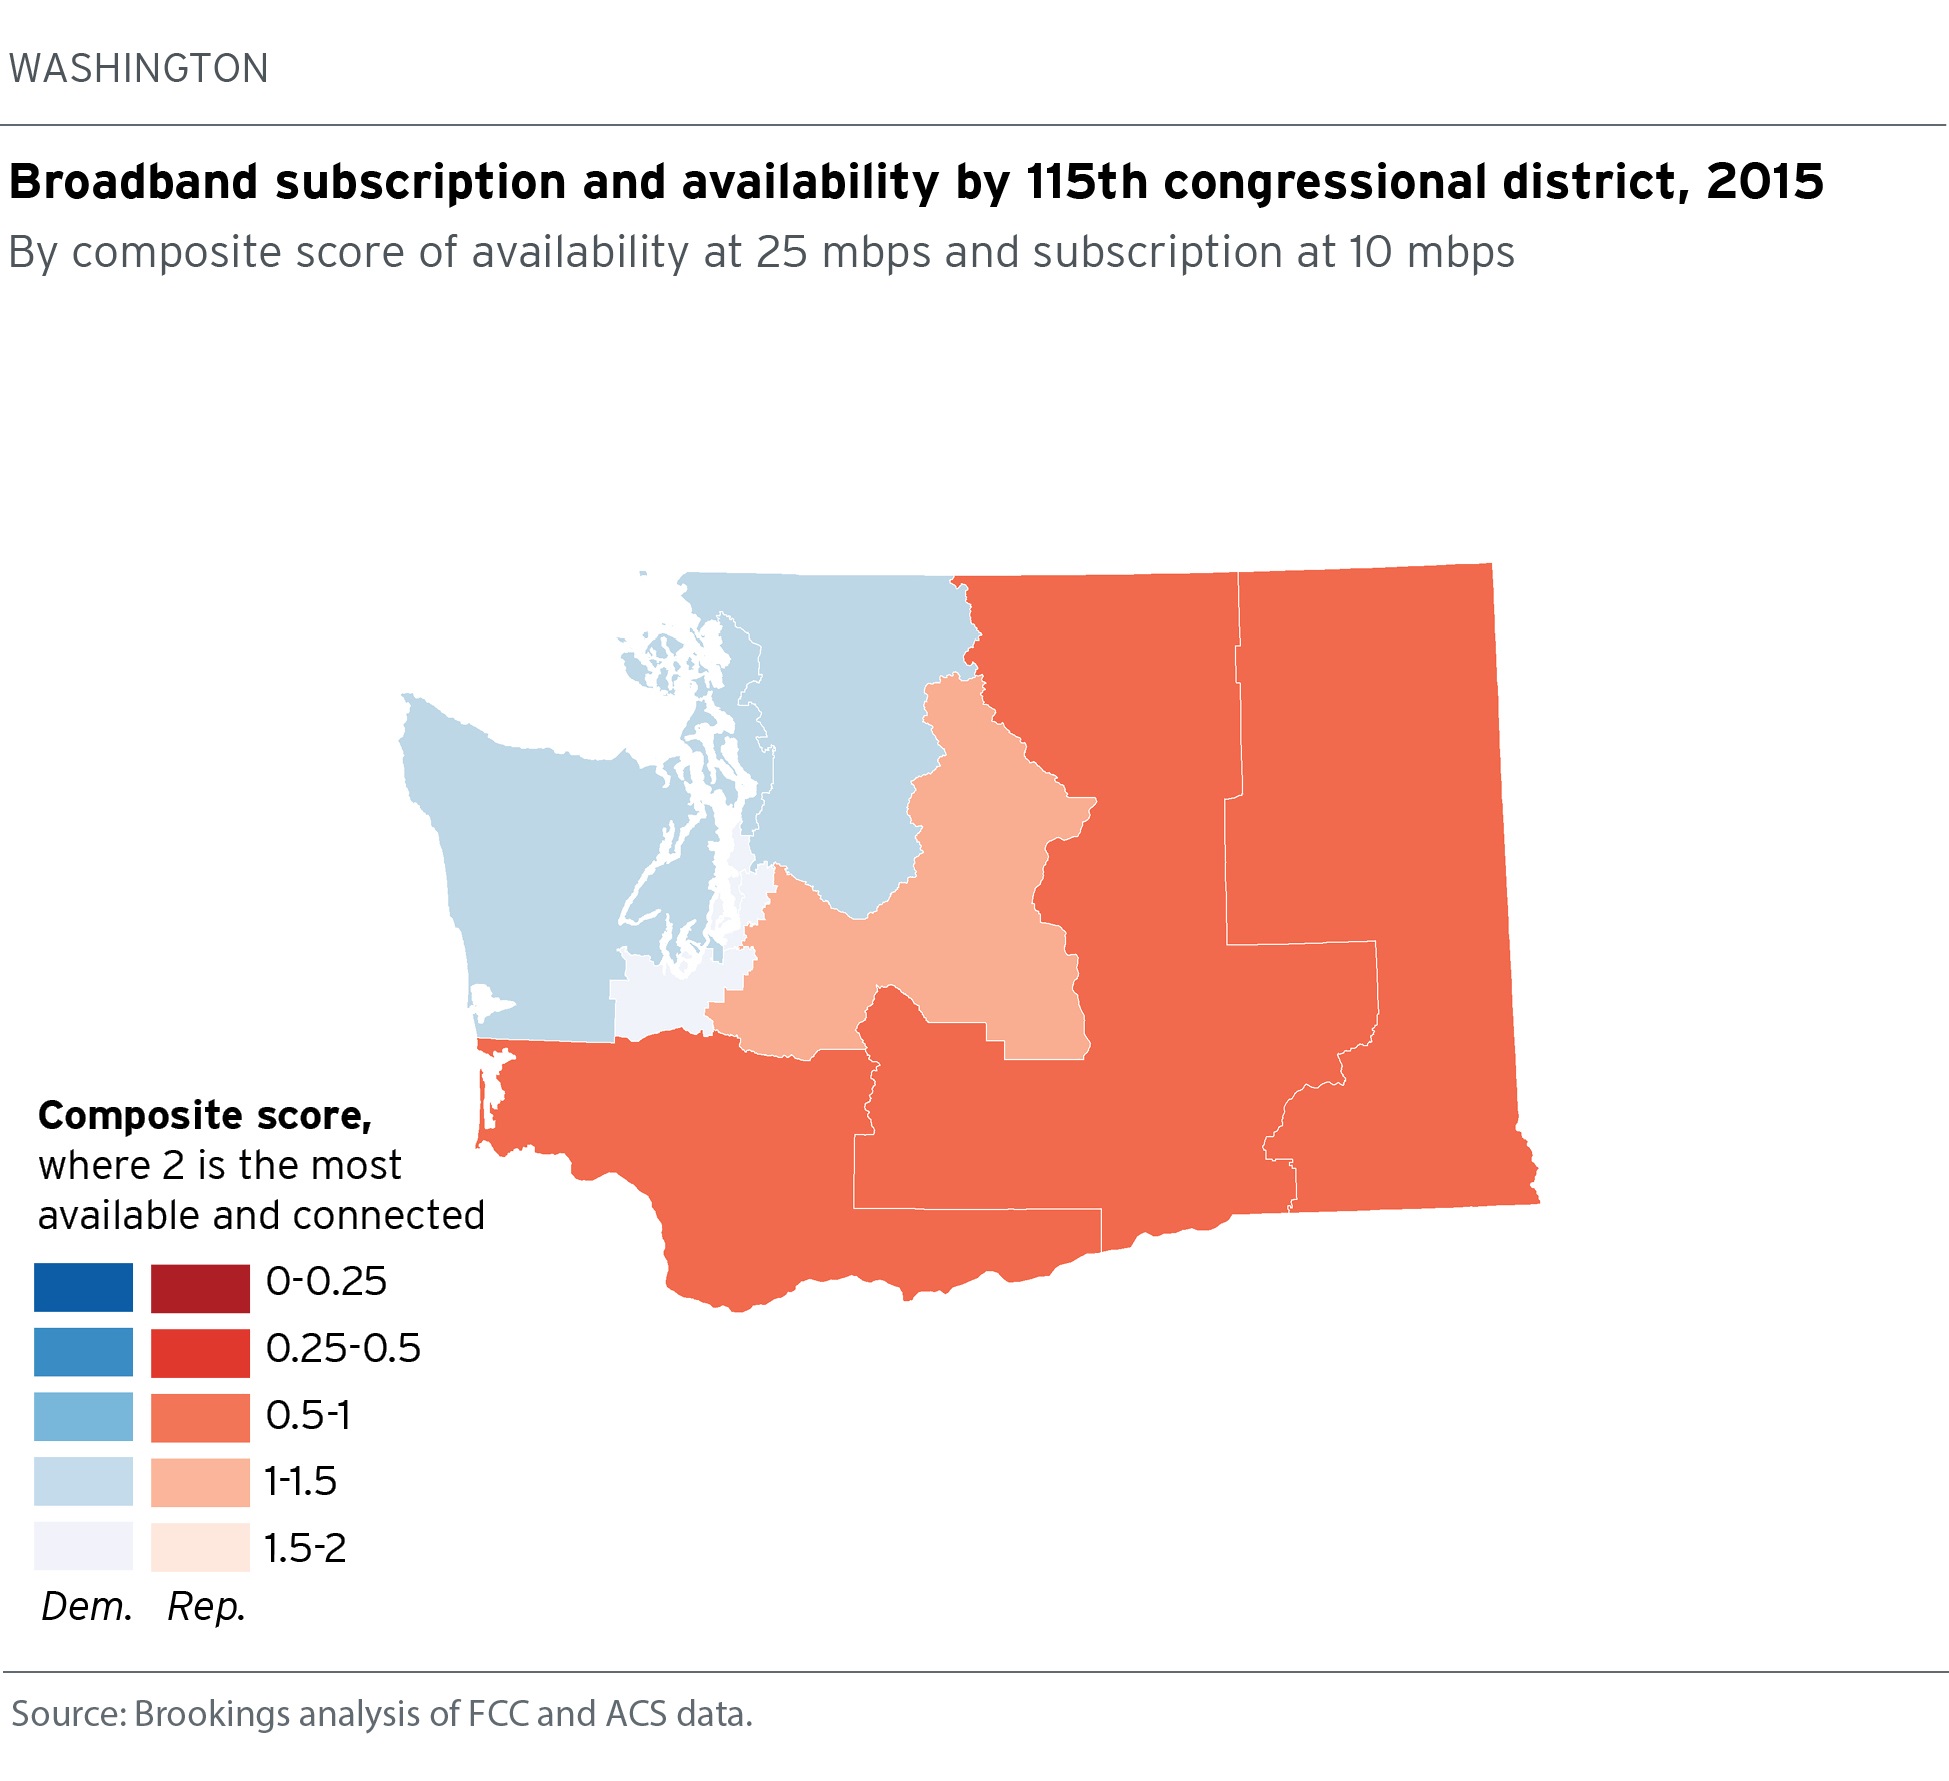 WASHINGTON
Broadband subscription and availability by 115th congressional district, 2015
By composite score of availability at 25 mbps and subscription at 10 mbps
Composite score,
where 2 is the most
available and connected
0-0.25
0.25-0.5
0.5-1
1-1.5
1.5-2
Dem. Rep.
Source: Brookings analysis of FCC and ACS data.